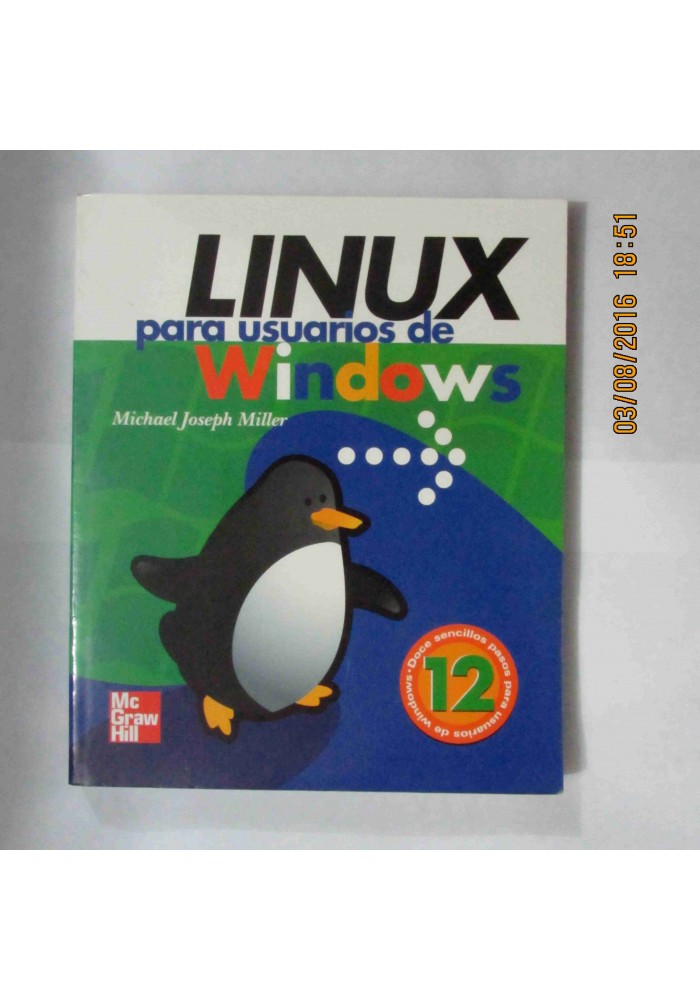 LINUX
para usuarios de
Windows
Michael Joseph Miller
12
Doce sencillos pasos para usuarios de windows •
Mc
Graw
Hill
03/08/2016 18:51